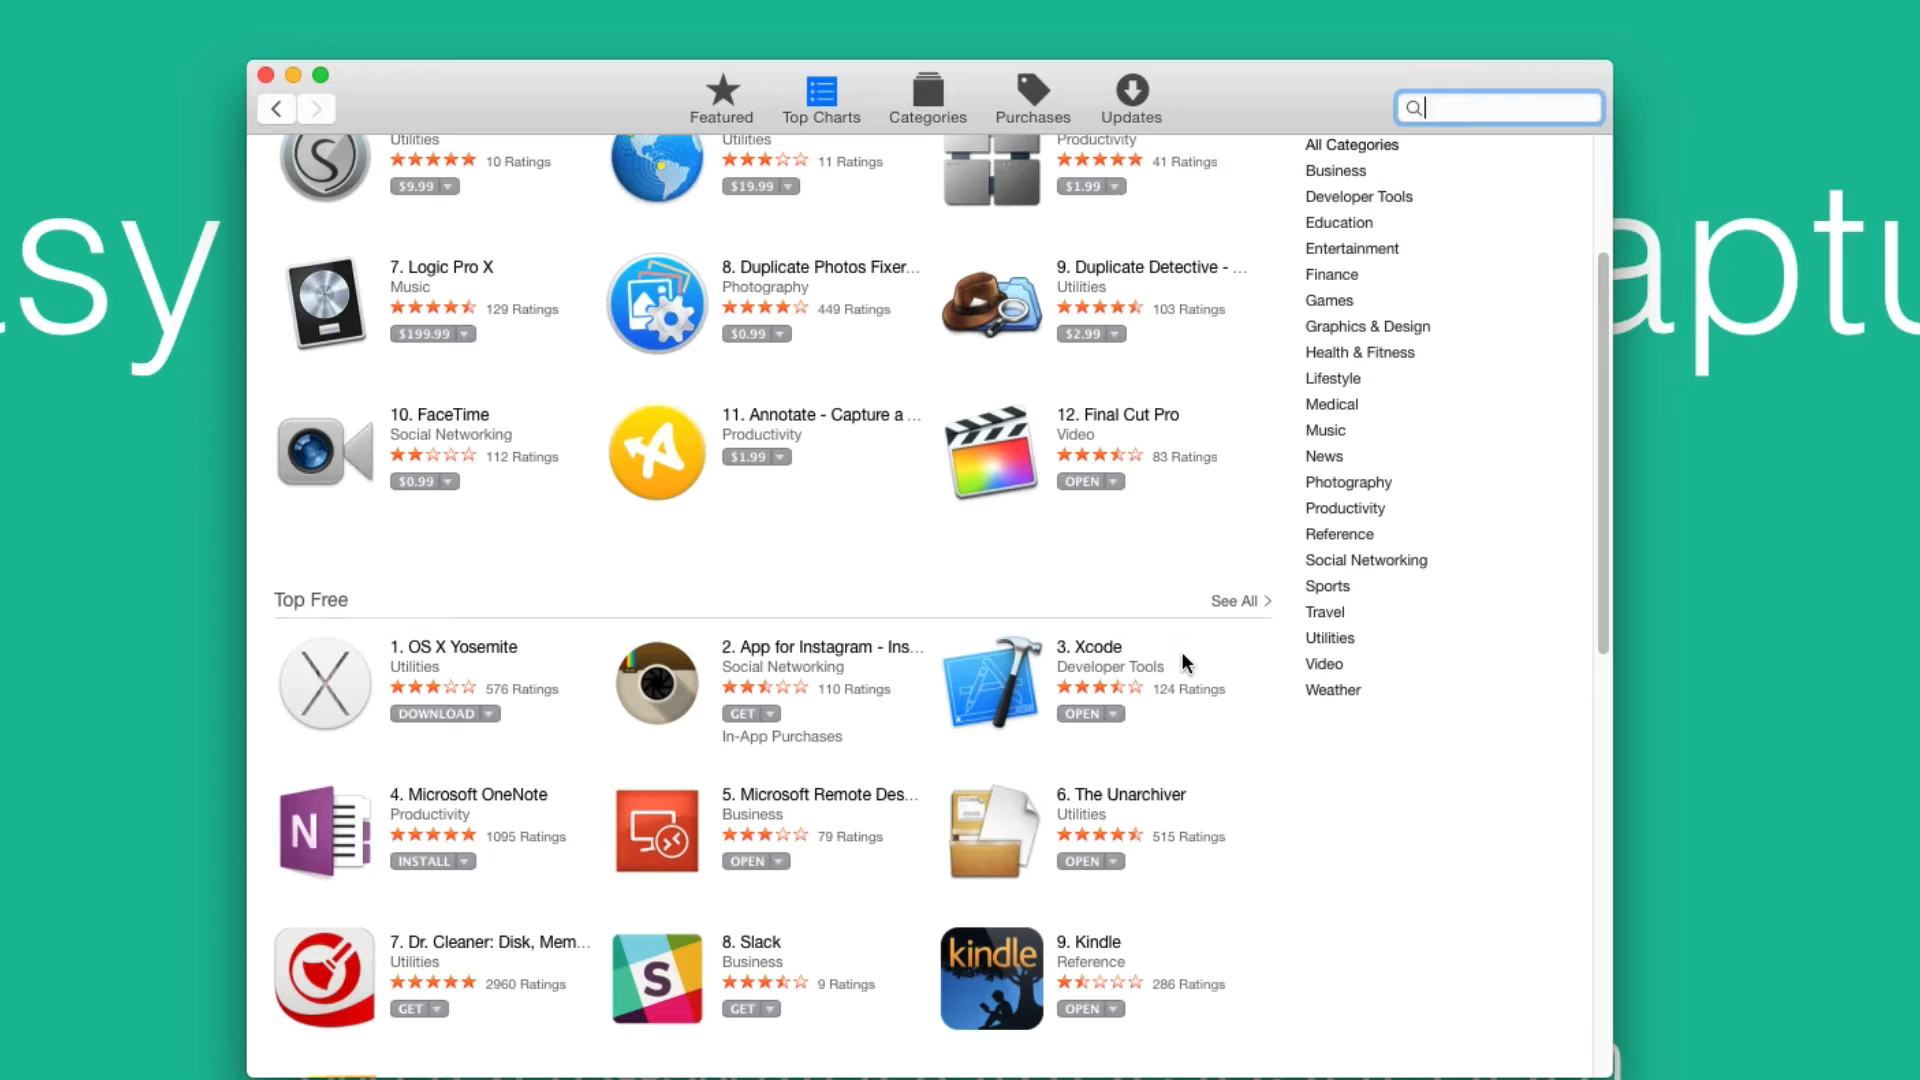 Featured
Top Charts
Categories
Purchases
Updates
asy
aptu
Utilities
10 Ratings
$9.99
Utilities
11 Ratings
$19.99
Productivity
41 Ratings
$1.99
7. Logic Pro X
Music
129 Ratings
$199.99
8. Duplicate Photos Fixer...
Photography
449 Ratings
$0.99
9. Duplicate Detective - ...
Utilities
103 Ratings
$2.99
10. FaceTime
Social Networking
112 Ratings
$0.99
11. Annotate - Capture a ...
Productivity
$1.99
12. Final Cut Pro
Video
83 Ratings
OPEN
Top Free
See All >
1. OS X Yosemite
Utilities
576 Ratings
DOWNLOAD
2. App for Instagram - Ins...
Social Networking
110 Ratings
GET
In-App Purchases
3. Xcode
Developer Tools
124 Ratings
OPEN
N
4. Microsoft OneNote
Productivity
1095 Ratings
INSTALL
5. Microsoft Remote Des...
Business
79 Ratings
OPEN
6. The Unarchiver
Utilities
515 Ratings
OPEN
7. Dr. Cleaner: Disk, Mem...
Utilities
2960 Ratings
GET
S
8. Slack
Business
9 Ratings
GET
kindle
9. Kindle
Reference
286 Ratings
OPEN
All Categories
Business
Developer Tools
Education
Entertainment
Finance
Games
Graphics & Design
Health & Fitness
Lifestyle
Medical
Music
News
Photography
Productivity
Reference
Social Networking
Sports
Travel
Utilities
Video
Weather